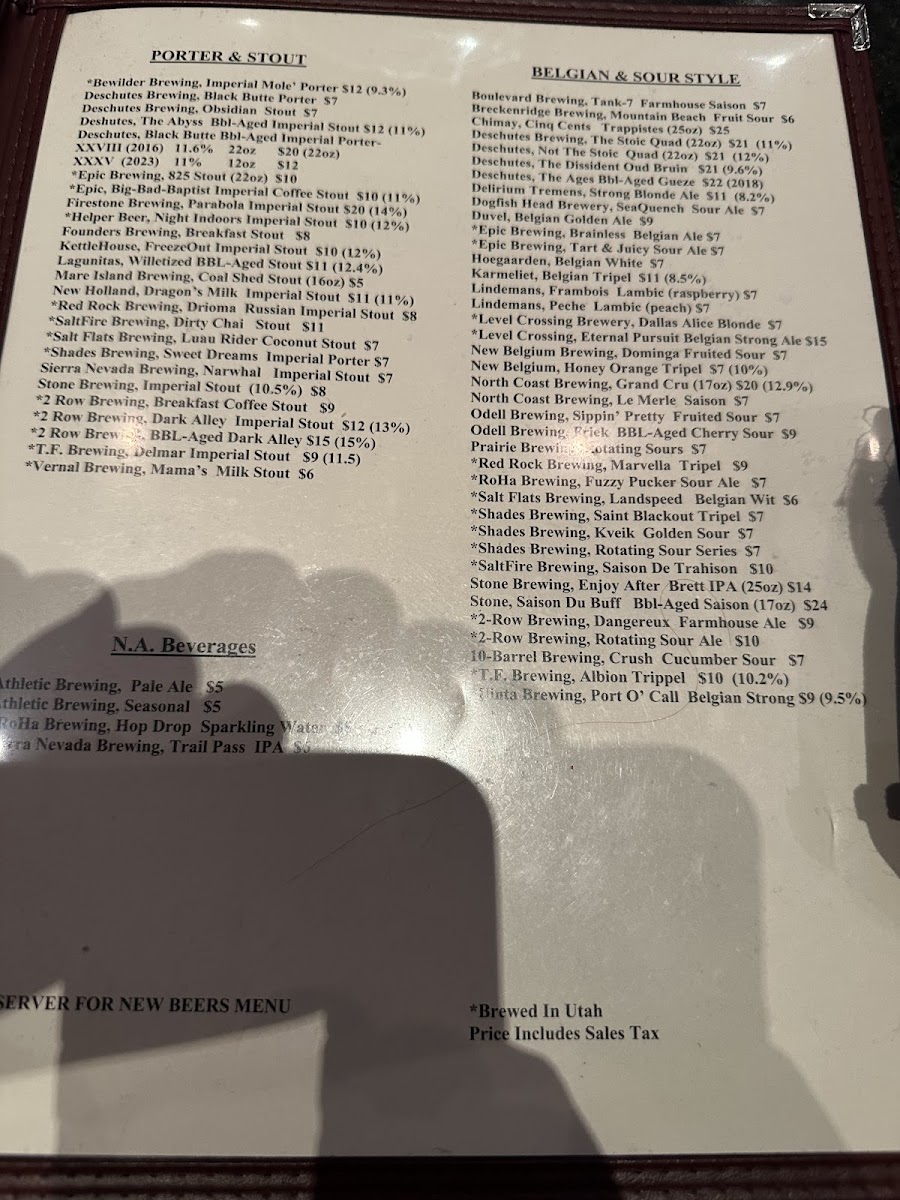 PORTER & STOUT
*Bewilder Brewing, Imperial Mole' Porter $12 (9.3%)
Deschutes Brewing, Black Butte Porter $7
Deschutes Brewing, Obsidian Stout $7
Deshutes, The Abyss Bbl-Aged Imperial Stout $12 (11%)
Deschutes, Black Butte Bbl-Aged Imperial Porter-
XXVIII (2016) 11.6% 22oz $20 (22oz)
XXXV (2023) 11% 12oz $12
*Epic Brewing, 825 Stout (22oz) $10
*Epic, Big-Bad-Baptist Imperial Coffee Stout $10 (11%)
Firestone Brewing, Parabola Imperial Stout $20 (14%)
*Helper Beer, Night Indoors Imperial Stout $10 (12%)
Founders Brewing, Breakfast Stout $8
KettleHouse, FreezeOut Imperial Stout $10 (12%)
Lagunitas, Willetized BBL-Aged Stout $11 (12.4%)
Mare Island Brewing, Coal Shed Stout (16oz) $5
New Holland, Dragon's Milk Imperial Stout $11 (11%)
*Red Rock Brewing, Drioma Russian Imperial Stout $8
*SaltFire Brewing, Dirty Chai Stout $11
*Salt Flats Brewing, Luau Rider Coconut Stout $7
*Shades Brewing, Sweet Dreams Imperial Porter $7
Sierra Nevada Brewing, Narwhal Imperial Stout $7
Stone Brewing, Imperial Stout (10.5%) $8
*2 Row Brewing, Breakfast Coffee Stout $9
*2 Row Brewing, Dark Alley Imperial Stout $12 (13%)
*2 Row Brewing, BBL-Aged Dark Alley $15 (15%)
*T.F. Brewing, Delmar Imperial Stout $9 (11.5)
*Vernal Brewing, Mama's Milk Stout $6
N.A. Beverages
Athletic Brewing, Pale Ale $5
Athletic Brewing, Seasonal $5
RoHa Brewing, Hop Drop Sparkling Water $5
Nevada Brewing, Trail Pass IPA
SERVER FOR NEW BEERS MENU
BELGIAN & SOUR STYLE
Boulevard Brewing, Tank-7 Farmhouse Saison $7
Breckenridge Brewing, Mountain Beach Fruit Sour $6
Chimay, Cinq Cents Trappistes (25oz) $25
Deschutes Brewing, The Stoic Quad (22oz) $21 (11%)
Deschutes, Not The Stoic Quad (22oz) $21 (12%)
Deschutes, The Dissident Oud Bruin $21 (9.6%)
Deschutes, The Ages Bbl-Aged Gueze $22 (2018)
Delirium Tremens, Strong Blonde Ale $11 (8.2%)
Dogfish Head Brewery, SeaQuench Sour Ale $7
Duvel, Belgian Golden Ale $9
*Epic Brewing, Brainless Belgian Ale $7
*Epic Brewing, Tart & Juicy Sour Ale $7
Hoegaarden, Belgian White $7
Karmeliet, Belgian Tripel $11 (8.5%)
Lindemans, Frambois Lambic (raspberry) $7
Lindemans, Peche Lambic (peach) $7
*Level Crossing Brewery, Dallas Alice Blonde $7
*Level Crossing, Eternal Pursuit Belgian Strong Ale $15
New Belgium Brewing, Dominga Fruited Sour $7
New Belgium, Honey Orange Tripel $7 (10%)
North Coast Brewing, Grand Cru (17oz) $20 (12.9%)
North Coast Brewing, Le Merle Saison $7
Odell Brewing, Sippin' Pretty Fruited Sour $7
Odell Brewing, Friek BBL-Aged Cherry Sour $9
Prairie Brewing, Rotating Sours $7
*Red Rock Brewing, Marvella Tripel $9
*RoHa Brewing, Fuzzy Pucker Sour Ale $7
*Salt Flats Brewing, Landspeed Belgian Wit $6
*Shades Brewing, Saint Blackout Tripel $7
*Shades Brewing, Kveik Golden Sour $7
*Shades Brewing, Rotating Sour Series $7
*SaltFire Brewing, Saison De Trahison $10
Stone Brewing, Enjoy After Brett IPA (25oz) $14
Stone, Saison Du Buff Bbl-Aged Saison (17oz) $24
*2-Row Brewing, Dangereux Farmhouse Ale $9
*2-Row Brewing, Rotating Sour Ale $10
10-Barrel Brewing, Crush Cucumber Sour $7
*T.F. Brewing, Albion Trippel $10 (10.2%)
Uinta Brewing, Port O' Call Belgian Strong $9 (9.5%)
*Brewed In Utah
Price Includes Sales Tax